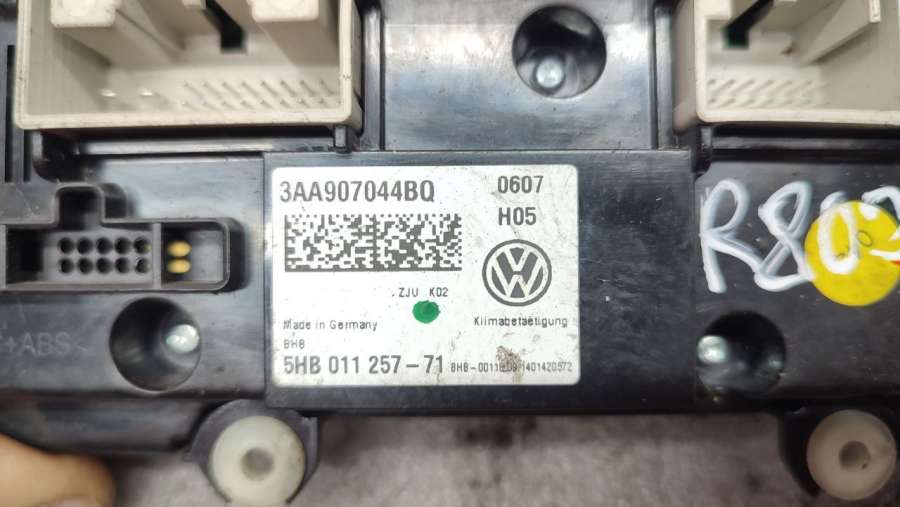 3AA907044BQ
0607
H05
ZJU K02
Made in Germany
Klimabetaetigung
BHB
5HB 011 257-71
+ABS